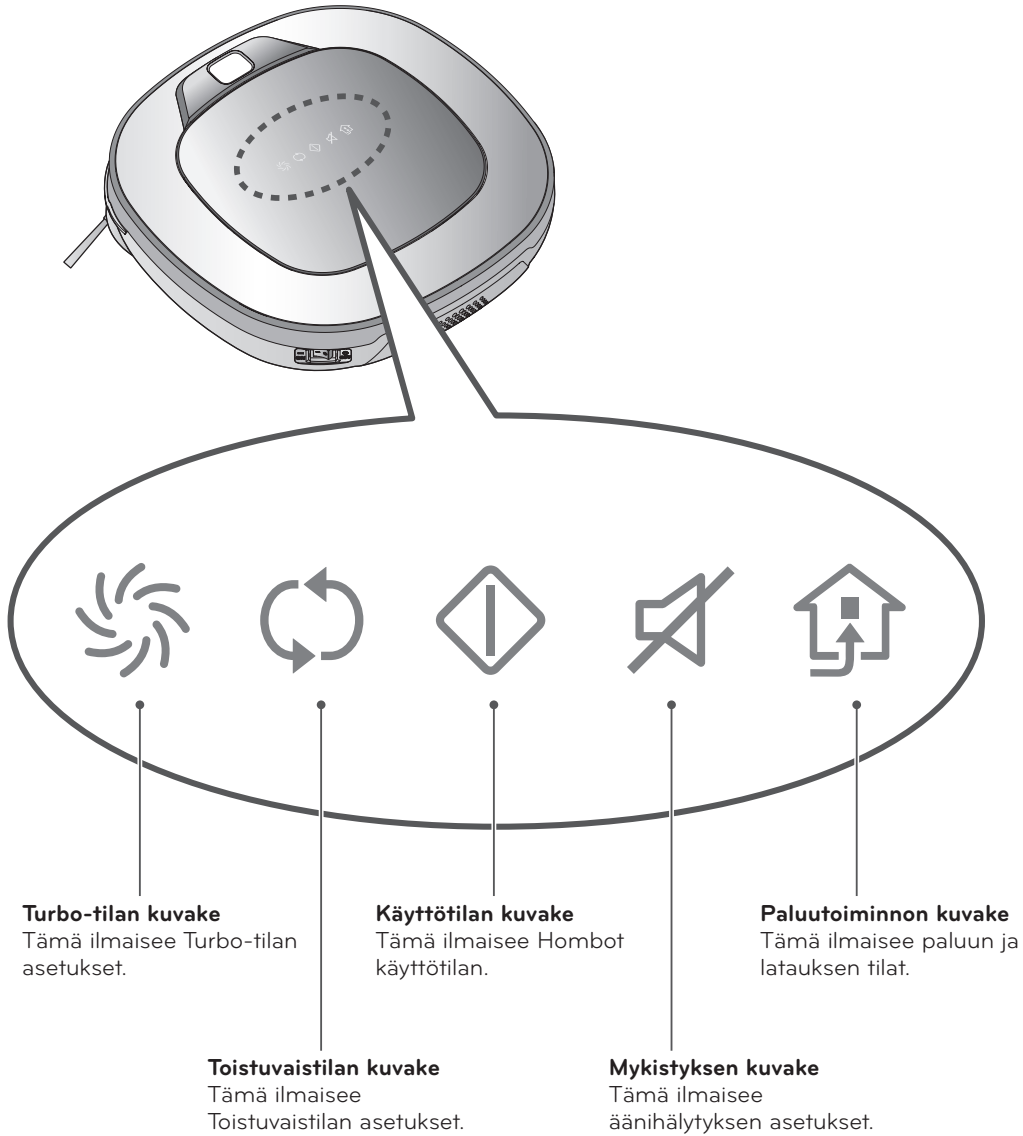 Turbo-tilan kuvake
Tämä ilmaisee Turbo-tilan
asetukset.
Käyttötilan kuvake
Tämä ilmaisee Hombot
käyttötilan.
Paluutoiminnon kuvake
Tämä ilmaisee paluun ja
latauksen tilat.
Toistuvaistilan kuvake
Tämä ilmaisee
Toistuvaistilan asetukset.
Mykistyksen kuvake
Tämä ilmaisee
äänihälytyksen asetukset.